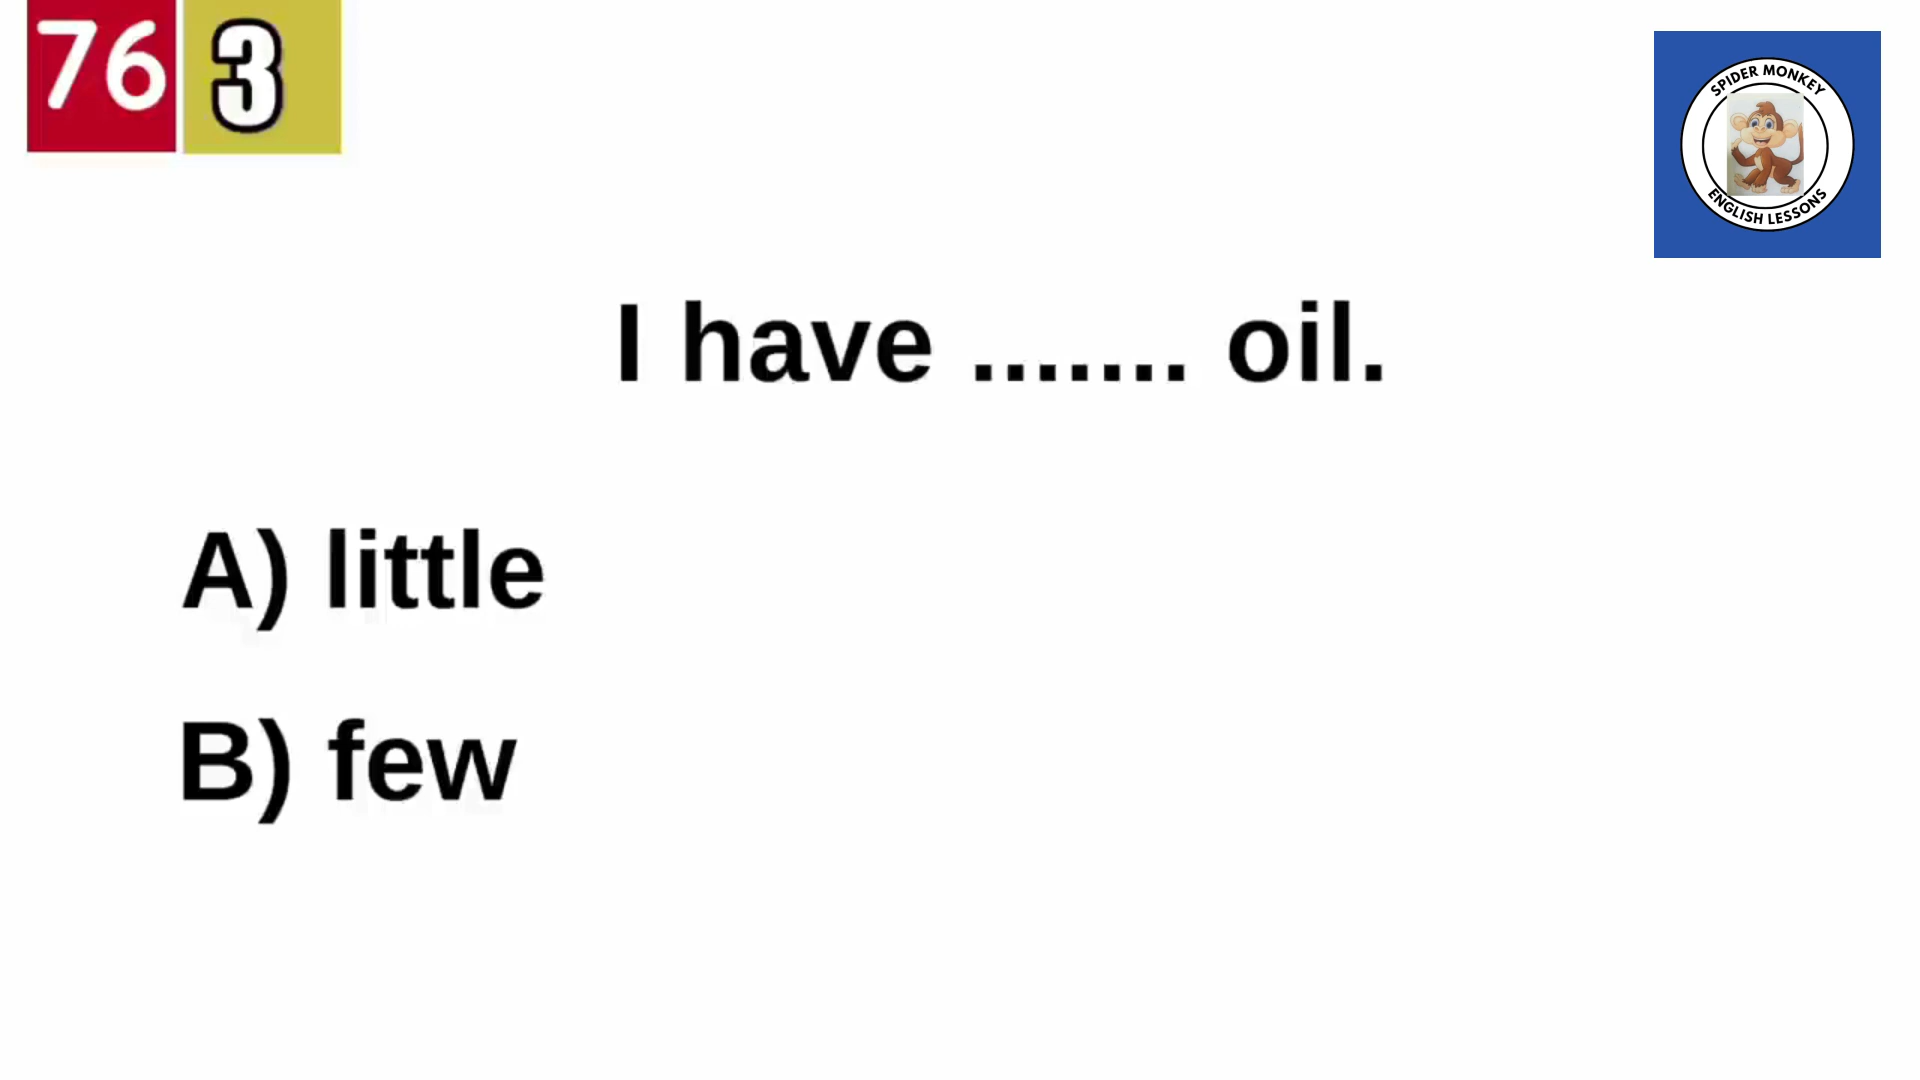 76 3
SPIDER MONKEY
ENGLISH LESSONS
I have ....... oil.
A) little
B) few